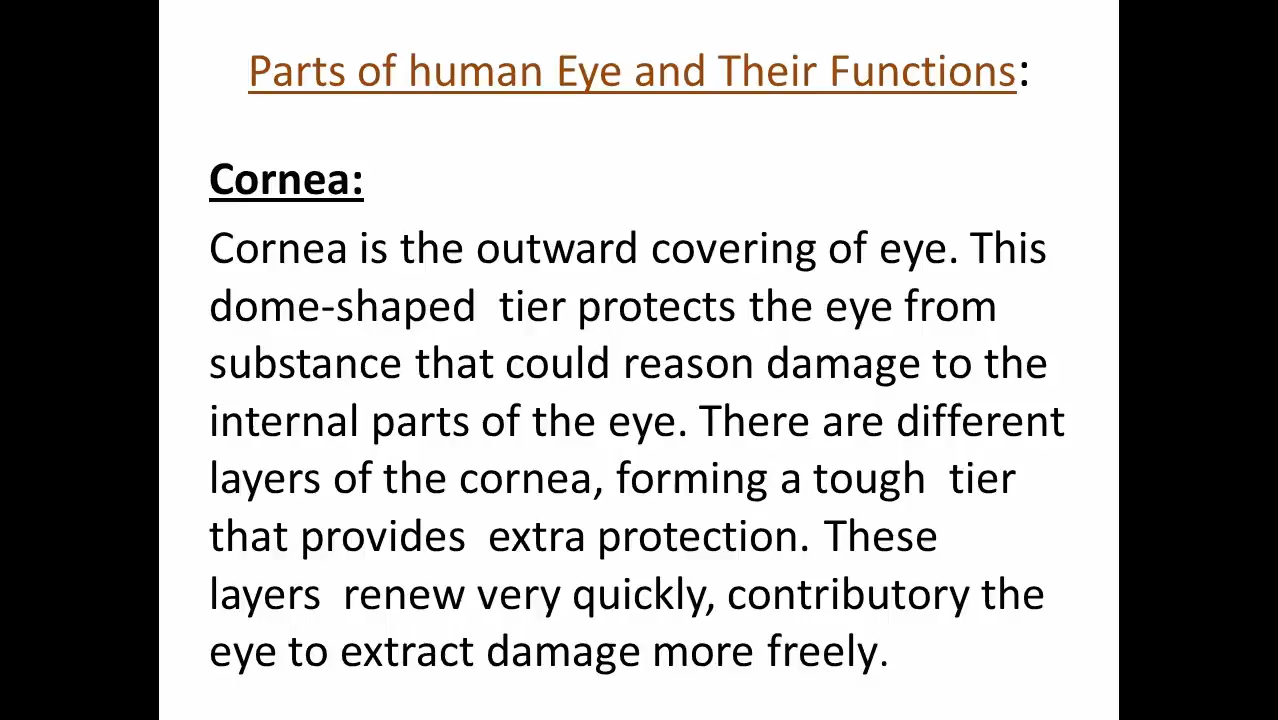 Parts of human Eye and Their Functions:
Cornea:
Cornea is the outward covering of eye. This
dome-shaped  tier protects the eye from
substance that could reason damage to the
internal parts of the eye. There are different
layers of the cornea, forming a tough  tier
that provides  extra protection. These
layers  renew very quickly, contributory the
eye to extract damage more freely.